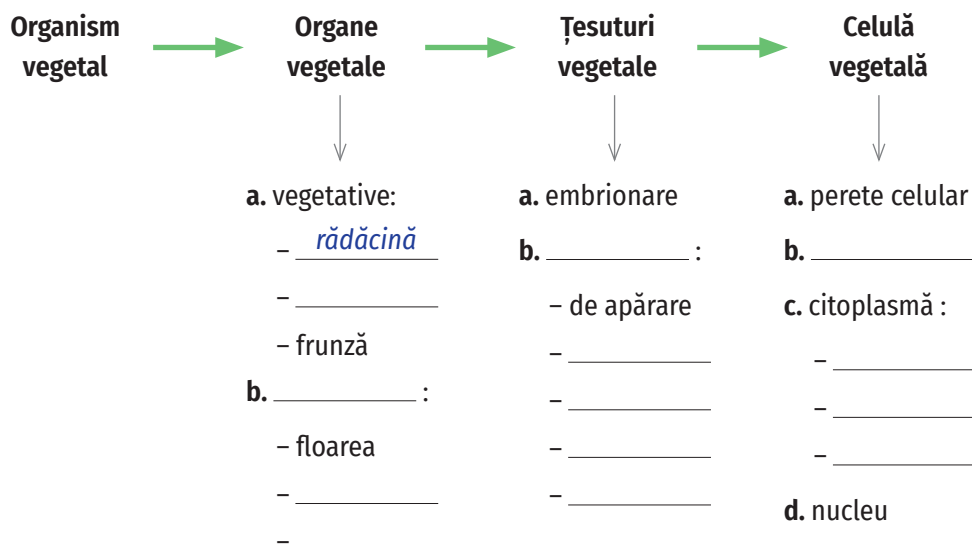 Organism vegetal
Organe vegetale
Țesuturi vegetale
Celulă vegetală
a. vegetative:
– rădăcină
–
– frunză
b. :
– floarea
–
–
a. embrionare
b. :
– de apărare
–
–
–
–
a. perete celular
b.
c. citoplasmă :
–
–
–
d. nucleu